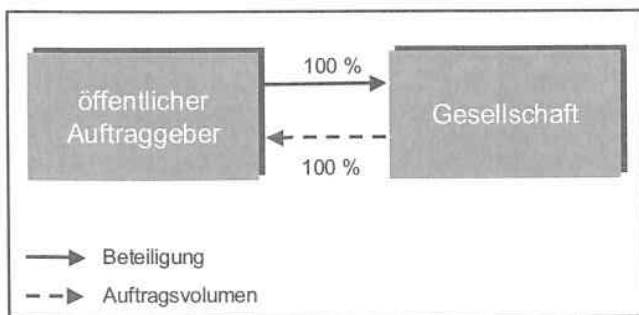 öffentlicher
Auftraggeber
100 %
Gesellschaft
100 %
Beteiligung
Auftragsvolumen